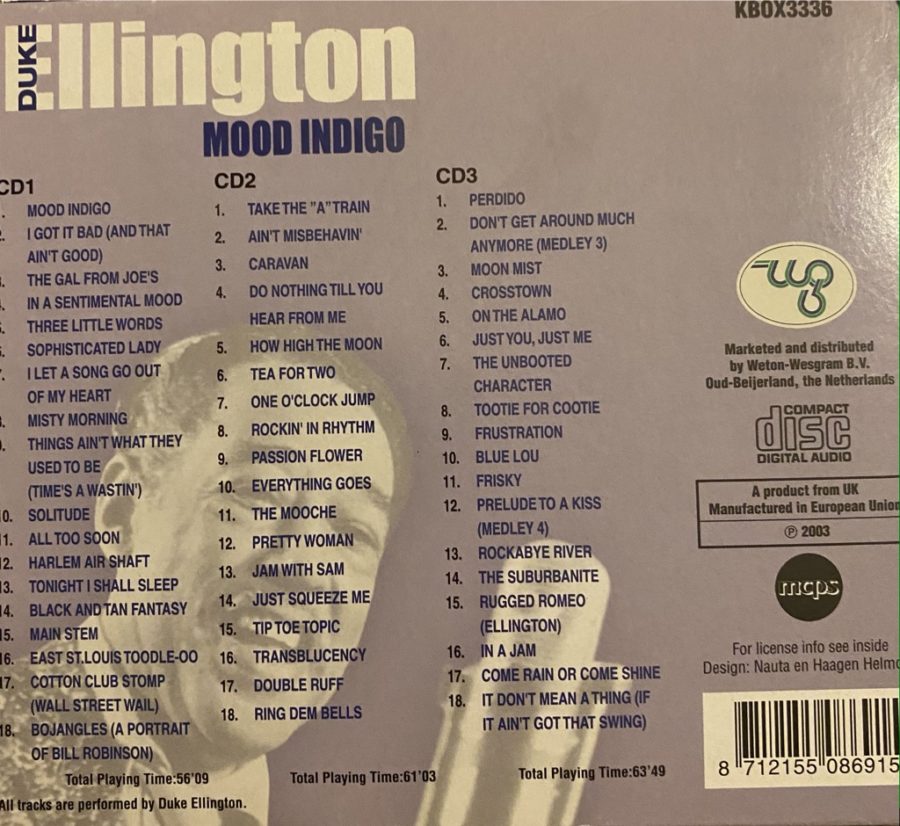 KBOX3336
DUKE
Ellington
MOOD INDIGO
CD1
. MOOD INDIGO
. I GOT IT BAD (AND THAT
AIN'T GOOD)
. THE GAL FROM JOE'S
. IN A SENTIMENTAL MOOD
. THREE LITTLE WORDS
. SOPHISTICATED LADY
. I LET A SONG GO OUT
OF MY HEART
. MISTY MORNING
. THINGS AIN'T WHAT THEY
USED TO BE
(TIME'S A WASTIN')
0. SOLITUDE
1. ALL TOO SOON
12. HARLEM AIR SHAFT
13. TONIGHT I SHALL SLEEP
14. BLACK AND TAN FANTASY
15. MAIN STEM
16. EAST ST.LOUIS TOODLE-OO
17. COTTON CLUB STOMP
(WALL STREET WAIL)
18. BOJANGLES (A PORTRAIT
OF BILL ROBINSON)
Total Playing Time:56'09
CD2
1. TAKE THE "A" TRAIN
2. AIN'T MISBEHAVIN'
3. CARAVAN
4. DO NOTHING TILL YOU
HEAR FROM ME
5. HOW HIGH THE MOON
6. TEA FOR TWO
7. ONE O'CLOCK JUMP
8. ROCKIN' IN RHYTHM
9. PASSION FLOWER
10. EVERYTHING GOES
11. THE MOOCHE
12. PRETTY WOMAN
13. JAM WITH SAM
14. JUST SQUEEZE ME
15. TIP TOE TOPIC
16. TRANSBLUCENCY
17. DOUBLE RUFF
18. RING DEM BELLS
Total Playing Time:61'03
CD3
1. PERDIDO
2. DON'T GET AROUND MUCH
ANYMORE (MEDLEY 3)
3. MOON MIST
4. CROSSTOWN
5. ON THE ALAMO
6. JUST YOU, JUST ME
7. THE UNBOOTED
CHARACTER
8. TOOTIE FOR COOTIE
9. FRUSTRATION
10. BLUE LOU
11. FRISKY
12. PRELUDE TO A KISS
(MEDLEY 4)
13. ROCKABYE RIVER
14. THE SUBURBANITE
15. RUGGED ROMEO
(ELLINGTON)
16. IN A JAM
17. COME RAIN OR COME SHINE
18. IT DON'T MEAN A THING (IF
IT AIN'T GOT THAT SWING)
Total Playing Time:63'49
All tracks are performed by Duke Ellington.
Marketed and distributed
by Weton-Wesgram B.V.
Oud-Beijerland, the Netherlands
COMPACT
disc
DIGITAL AUDIO
A product from UK
Manufactured in European Union
℗ 2003
mcps
For license info see inside
Design: Nauta en Haagen Helmo
8 712155 086915